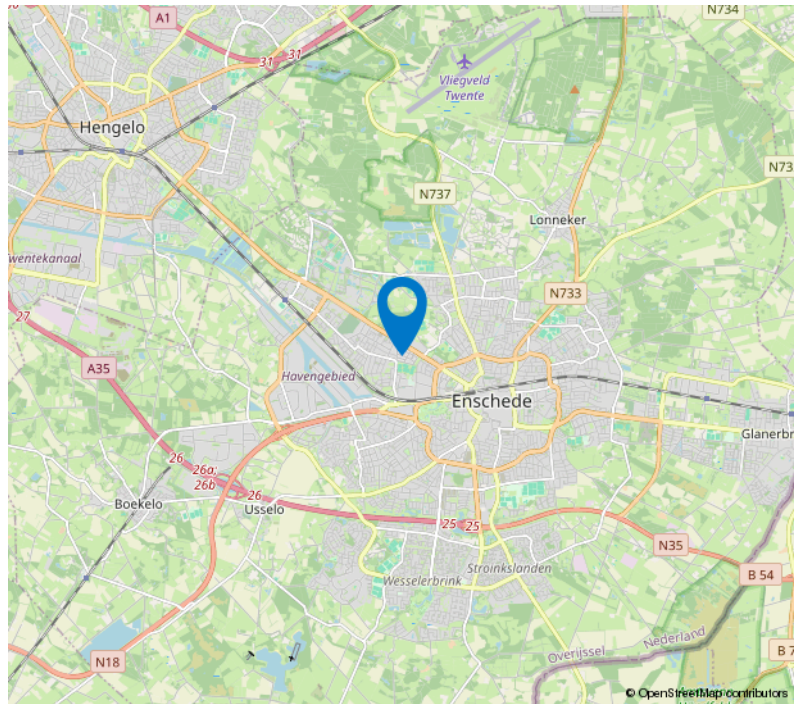 A1
N734
31
31
Vliegveld
Twente
Hengelo
N73
N737
Lonneker
Twentekanaal
N733
27
A35
Havengebied
Enschede
Glanerbr
26
26a;
26b
26
Boekelo
Usselo
25
25
N35
Wesselerbrink
Stroinkslanden
B 54
N18
Overijssel
Nederland
B 7
© OpenStreetMap contributors